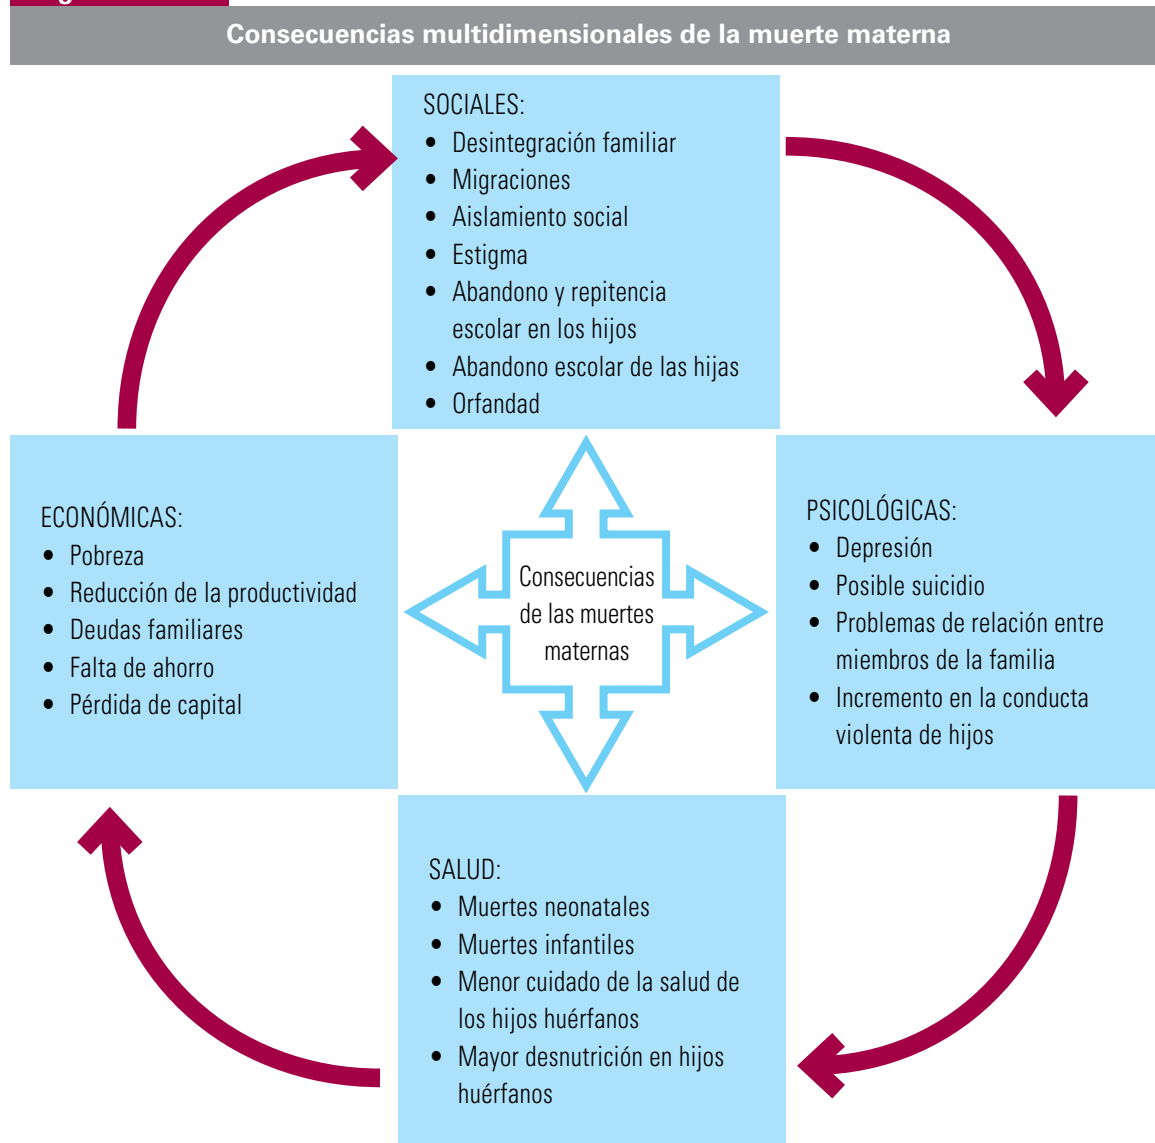 Consecuencias multidimensionales de la muerte materna
SOCIALES:
• Desintegración familiar
• Migraciones
• Aislamiento social
• Estigma
• Abandono y repitencia
escolar en los hijos
• Abandono escolar de las hijas
• Orfandad
ECONÓMICAS:
• Pobreza
• Reducción de la productividad
• Deudas familiares
• Falta de ahorro
• Pérdida de capital
Consecuencias
de las muertes
maternas
PSICOLÓGICAS:
• Depresión
• Posible suicidio
• Problemas de relación entre
miembros de la familia
• Incremento en la conducta
violenta de hijos
SALUD:
• Muertes neonatales
• Muertes infantiles
• Menor cuidado de la salud de
los hijos huérfanos
• Mayor desnutrición en hijos
huérfanos